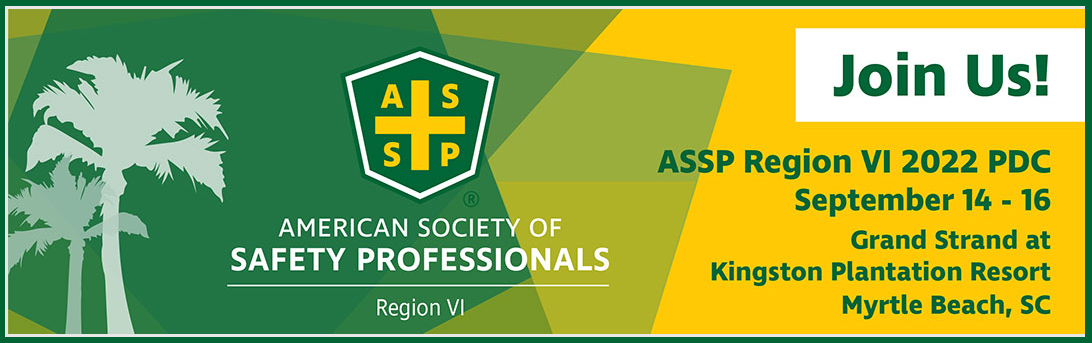 A S
S P
®
AMERICAN SOCIETY OF
SAFETY PROFESSIONALS
Region VI
Join Us!
ASSP Region VI 2022 PDC
September 14 - 16
Grand Strand at
Kingston Plantation Resort
Myrtle Beach, SC